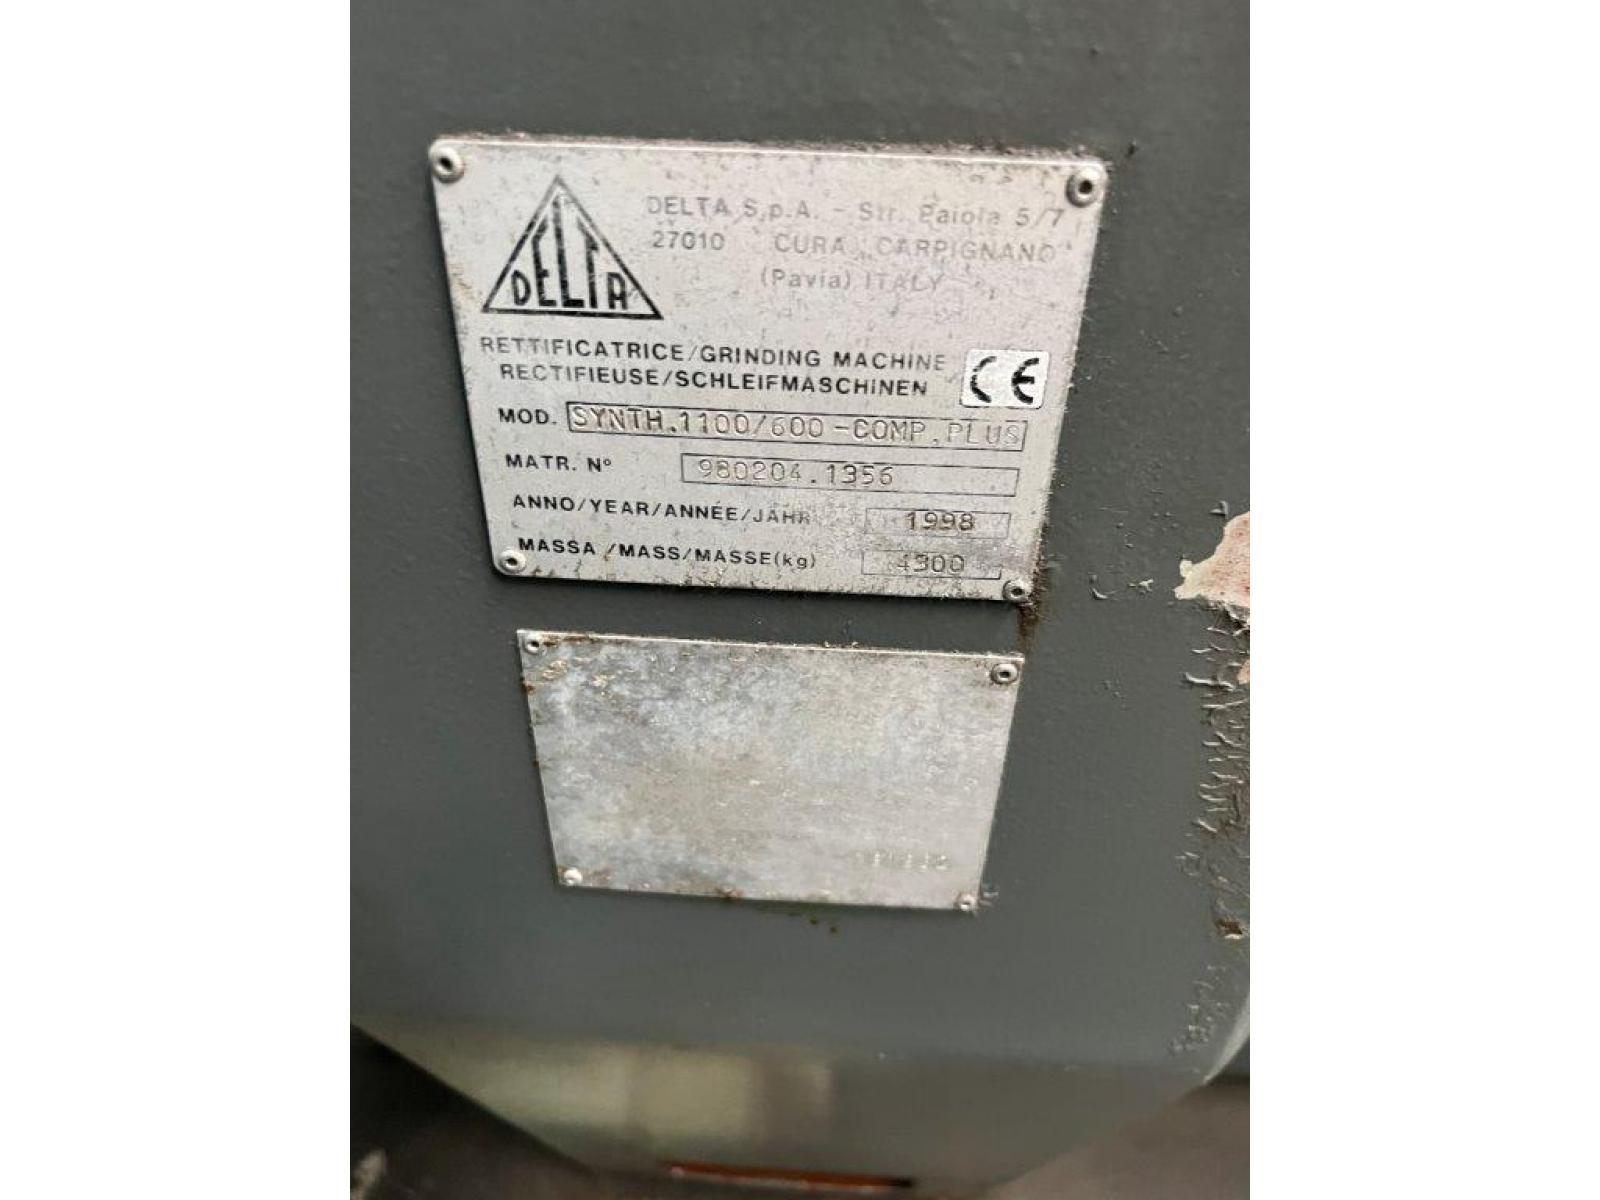 DELTA
DELTA S.p.A. - Str. Paiola 5/7
27010 CURA CARPIGNANO
(Pavia) ITALY
RETTIFICATRICE/GRINDING MACHINE
RECTIFIEUSE/SCHLEIFMASCHINEN
CE
MOD. SYNTH.1100/600-COMP.PLUS
MATR. N° 980204.1356
ANNO/YEAR/ANNÉE/JAHR 1998
MASSA/MASS/MASSE(kg) 4300